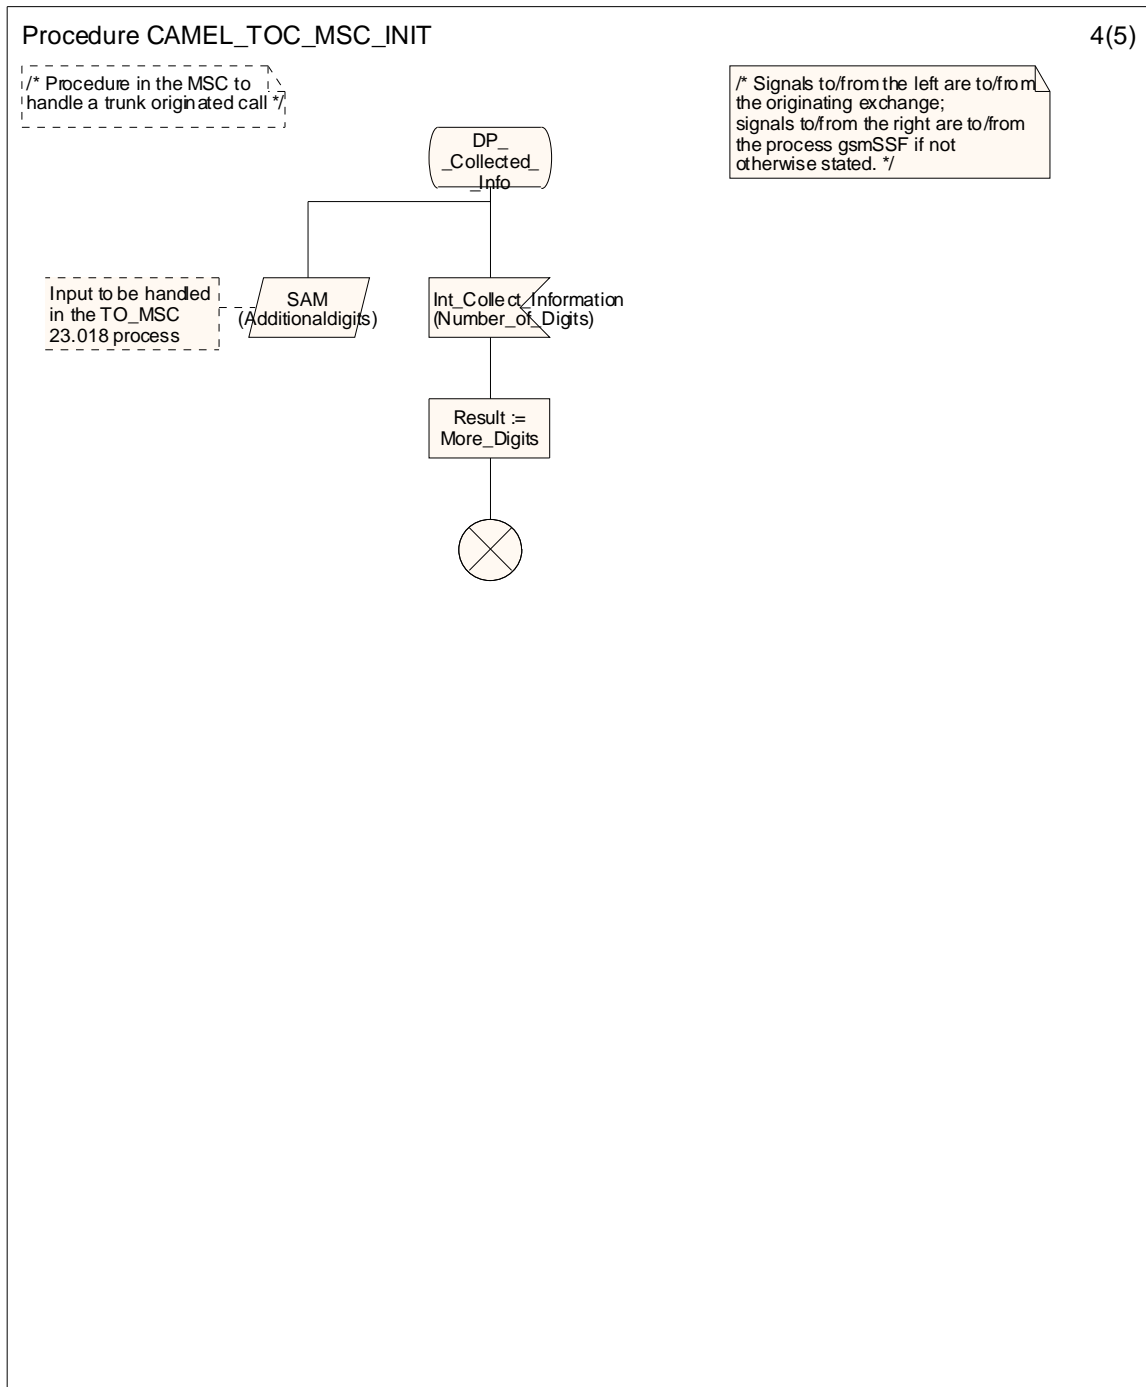 Procedure CAMEL_TOC_MSC_INIT
4(5)
/* Procedure in the MSC to
handle a trunk originated call */
/* Signals to/from the left are to/from
the originating exchange;
signals to/from the right are to/from
the process gsmSSF if not
otherwise stated. */
DP_
_Collected_
_Info
Input to be handled
in the TO_MSC
23.018 process
SAM
(Additionaldigits)
Int_Collect_Information
(Number_of_Digits)
Result :=
More_Digits